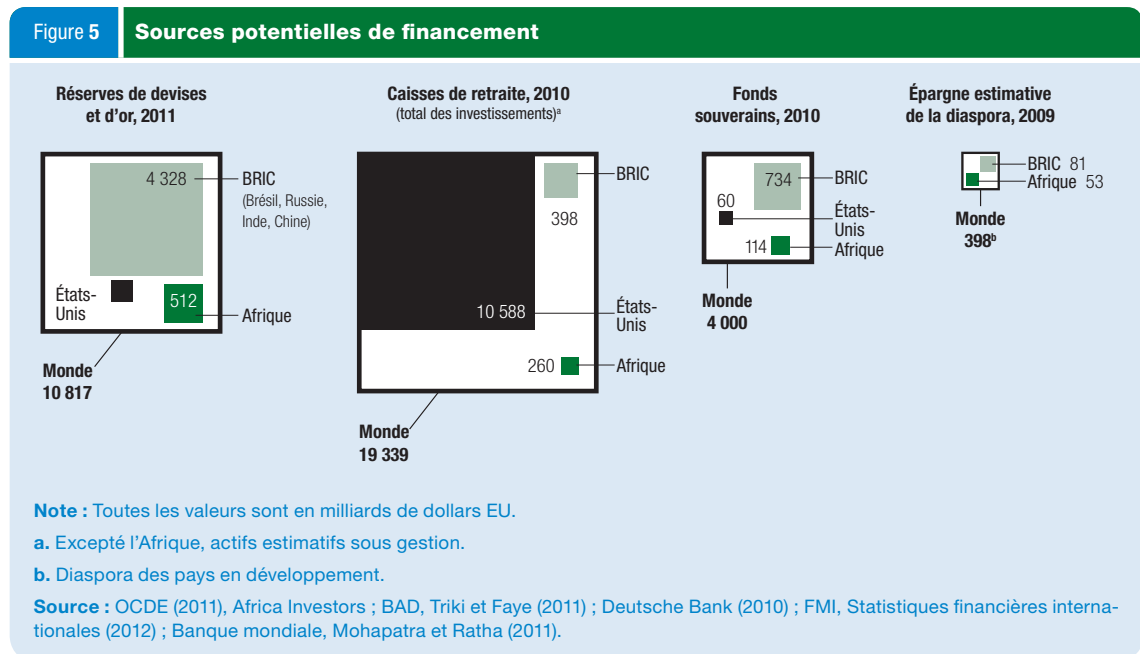 Figure 5
Sources potentielles de financement
Réserves de devises
et d'or, 2011
4 328
BRIC
(Brésil, Russie,
Inde, Chine)
États-
Unis
512
Afrique
Monde
10 817
Caisses de retraite, 2010
(total des investissements)ᵃ
BRIC
398
10 588
États-
Unis
260
Afrique
Monde
19 339
Fonds
souverains, 2010
734
BRIC
60
États-
Unis
114
Afrique
Monde
4 000
Épargne estimative
de la diaspora, 2009
BRIC 81
Afrique 53
Monde
398ᵇ
Note : Toutes les valeurs sont en milliards de dollars EU.
a. Excepté l'Afrique, actifs estimatifs sous gestion.
b. Diaspora des pays en développement.
Source : OCDE (2011), Africa Investors ; BAD, Triki et Faye (2011) ; Deutsche Bank (2010) ; FMI, Statistiques financières interna-
tionales (2012) ; Banque mondiale, Mohapatra et Ratha (2011).